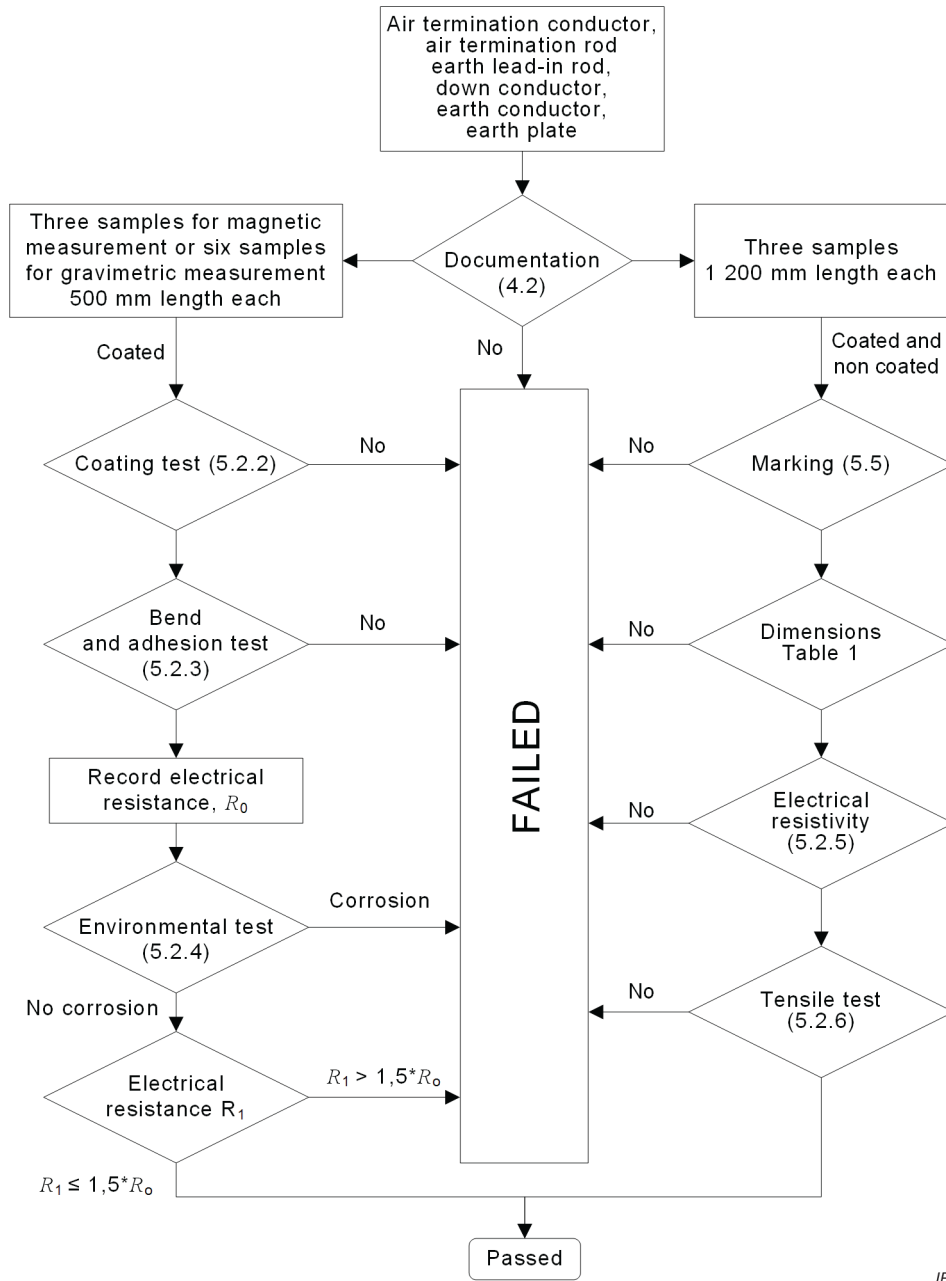 Air termination conductor,
air termination rod
earth lead-in rod,
down conductor,
earth conductor,
earth plate
Three samples for magnetic
measurement or six samples
for gravimetric measurement
500 mm length each
Documentation
(4.2)
Three samples
1 200 mm length each
Coated
No
Coated and
non coated
Coating test (5.2.2)
No
No
Marking (5.5)
Bend
and adhesion test
(5.2.3)
No
No
Dimensions
Table 1
Record electrical
resistance, R0
FAILED
No
Electrical
resistivity
(5.2.5)
Environmental test
(5.2.4)
Corrosion
No
Tensile test
(5.2.6)
No corrosion
Electrical
resistance R1
R1 > 1,5*Ro
R1 ≤ 1,5*Ro
Passed